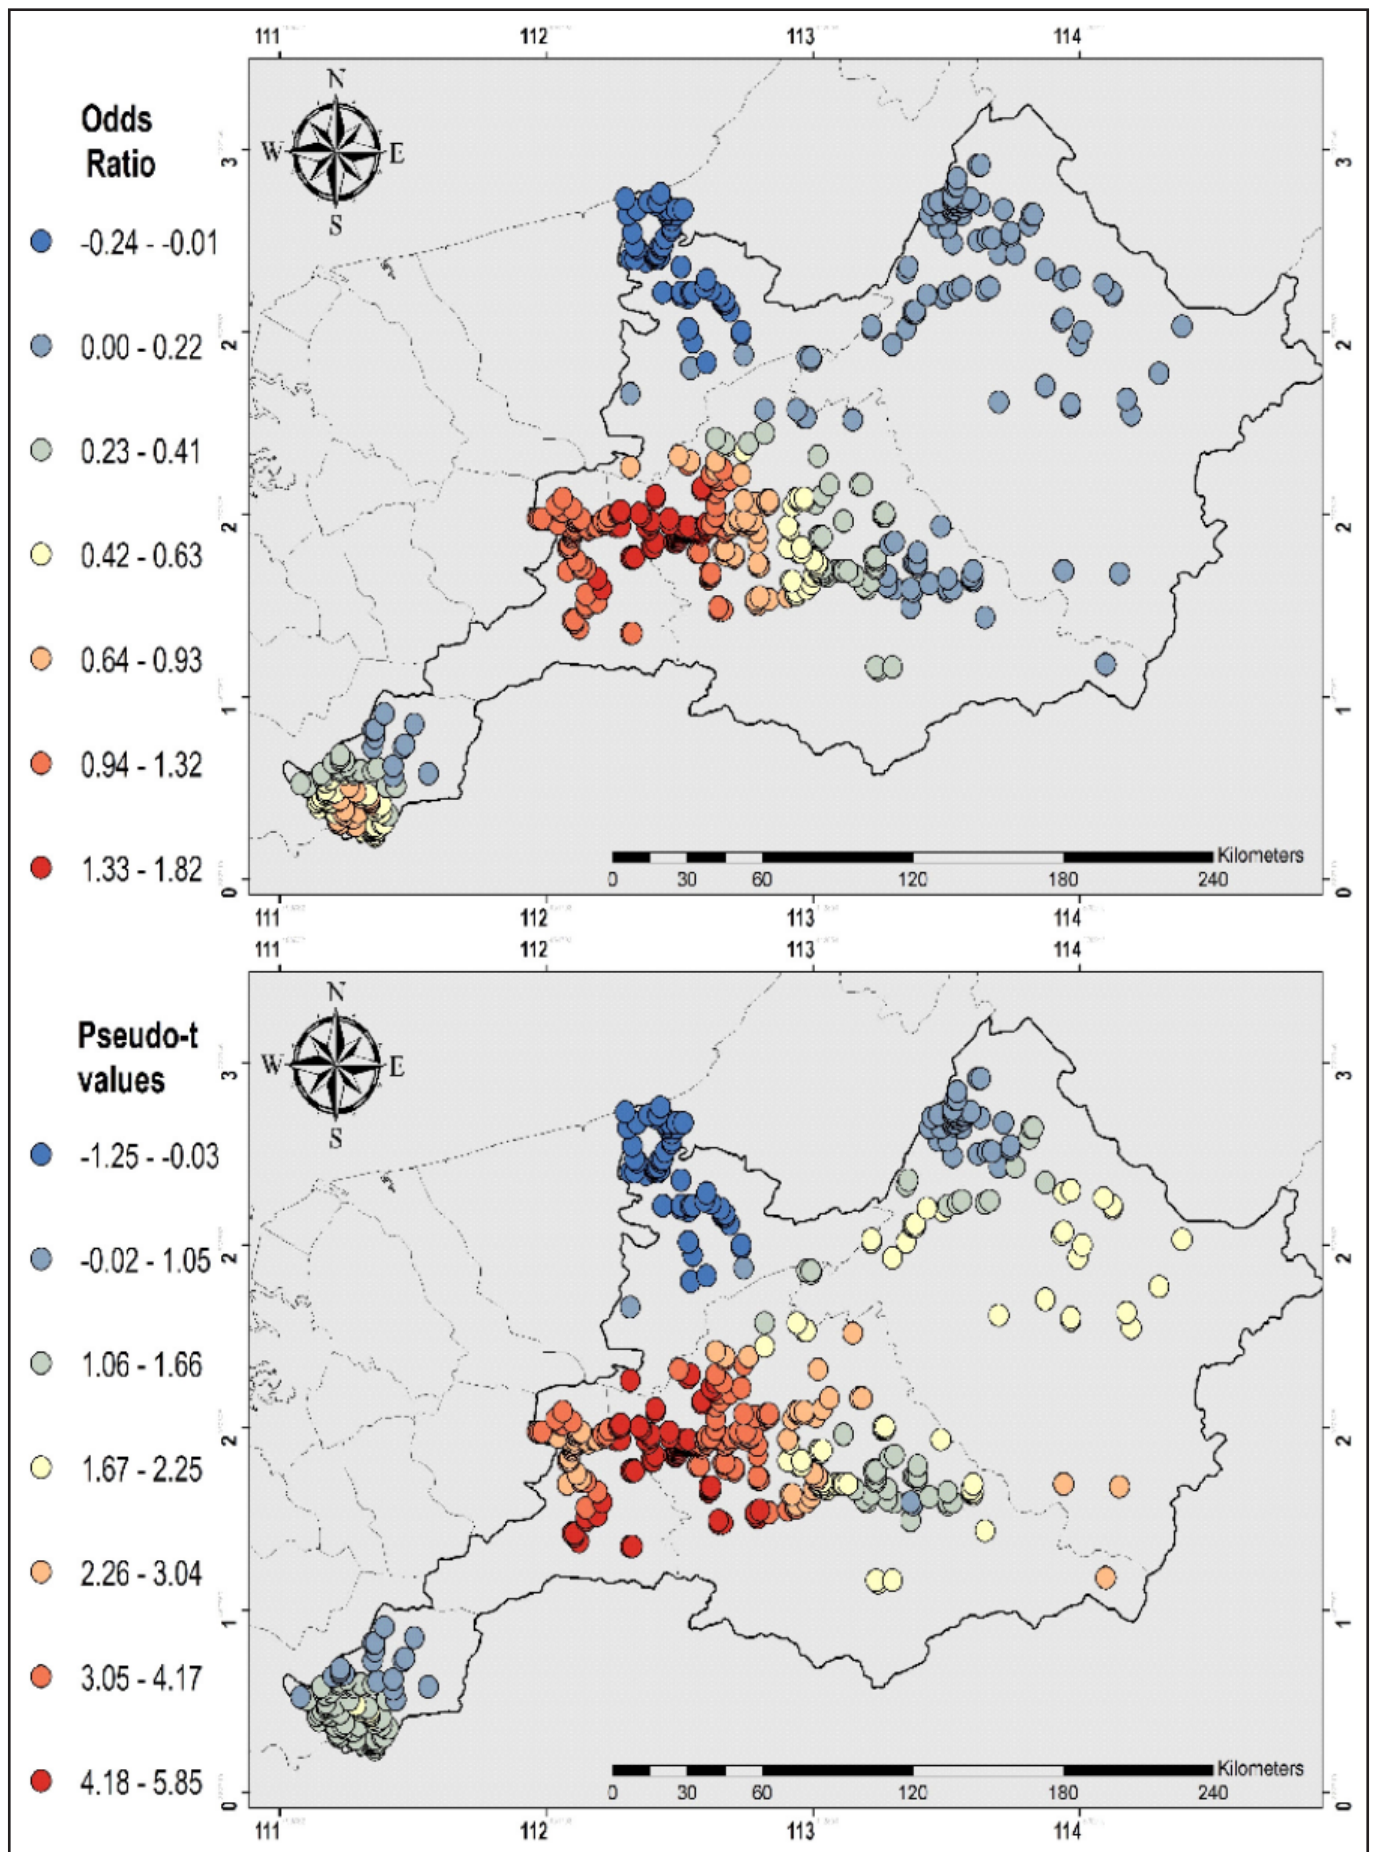 111 112 113 114
N
W E
S
Odds
Ratio
-0.24 - -0.01
0.00 - 0.22
0.23 - 0.41
0.42 - 0.63
0.64 - 0.93
0.94 - 1.32
1.33 - 1.82
3 3
2 2
2 2
1 1
0 0
Kilometers
0 30 60 120 180 240
111 112 113 114
111 112 113 114
N
W E
S
Pseudo-t
values
-1.25 - -0.03
-0.02 - 1.05
1.06 - 1.66
1.67 - 2.25
2.26 - 3.04
3.05 - 4.17
4.18 - 5.85
3 3
2 2
2 2
1 1
0 0
Kilometers
0 30 60 120 180 240
111 112 113 114